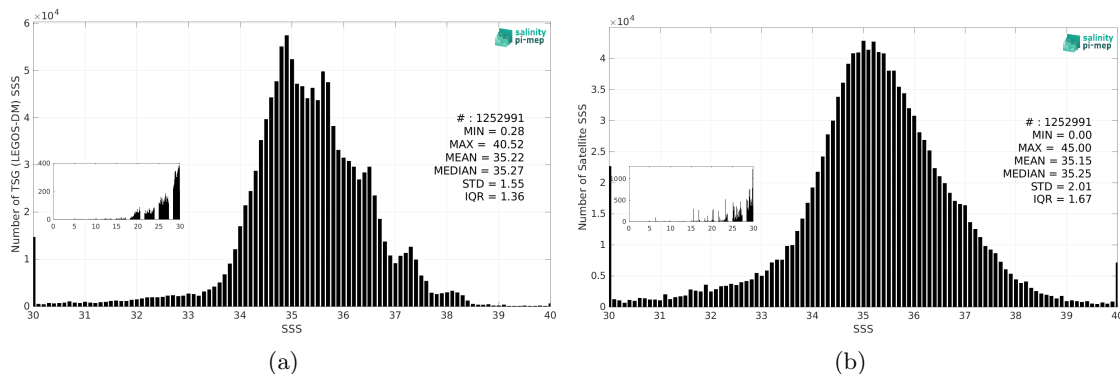 ×10⁴
6
5
4
3
2
1
0
Number of TSG (LEGOS-DM) SSS
salinity
pi-mep
# : 1252991
MIN = 0.28
MAX = 40.52
MEAN = 35.22
MEDIAN = 35.27
STD = 1.55
IQR = 1.36
400
200
0
0 5 10 15 20 25 30
30 31 32 33 34 35 36 37 38 39 40
SSS
(a)
×10⁴
4.5
4
3.5
3
2.5
2
1.5
1
0.5
0
Number of Satellite SSS
salinity
pi-mep
# : 1252991
MIN = 0.00
MAX = 45.00
MEAN = 35.15
MEDIAN = 35.25
STD = 2.01
IQR = 1.67
1000
500
0
0 5 10 15 20 25 30
30 31 32 33 34 35 36 37 38 39 40
SSS
(b)